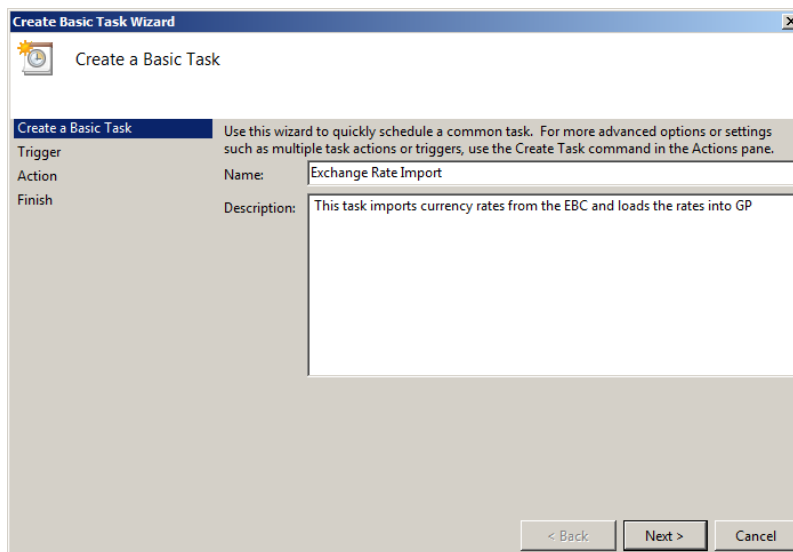 Create Basic Task Wizard
Create a Basic Task
Create a Basic Task
Trigger
Action
Finish
Use this wizard to quickly schedule a common task. For more advanced options or settings
such as multiple task actions or triggers, use the Create Task command in the Actions pane.
Name: Exchange Rate Import
Description: This task imports currency rates from the EBC and loads the rates into GP
< Back Next > Cancel